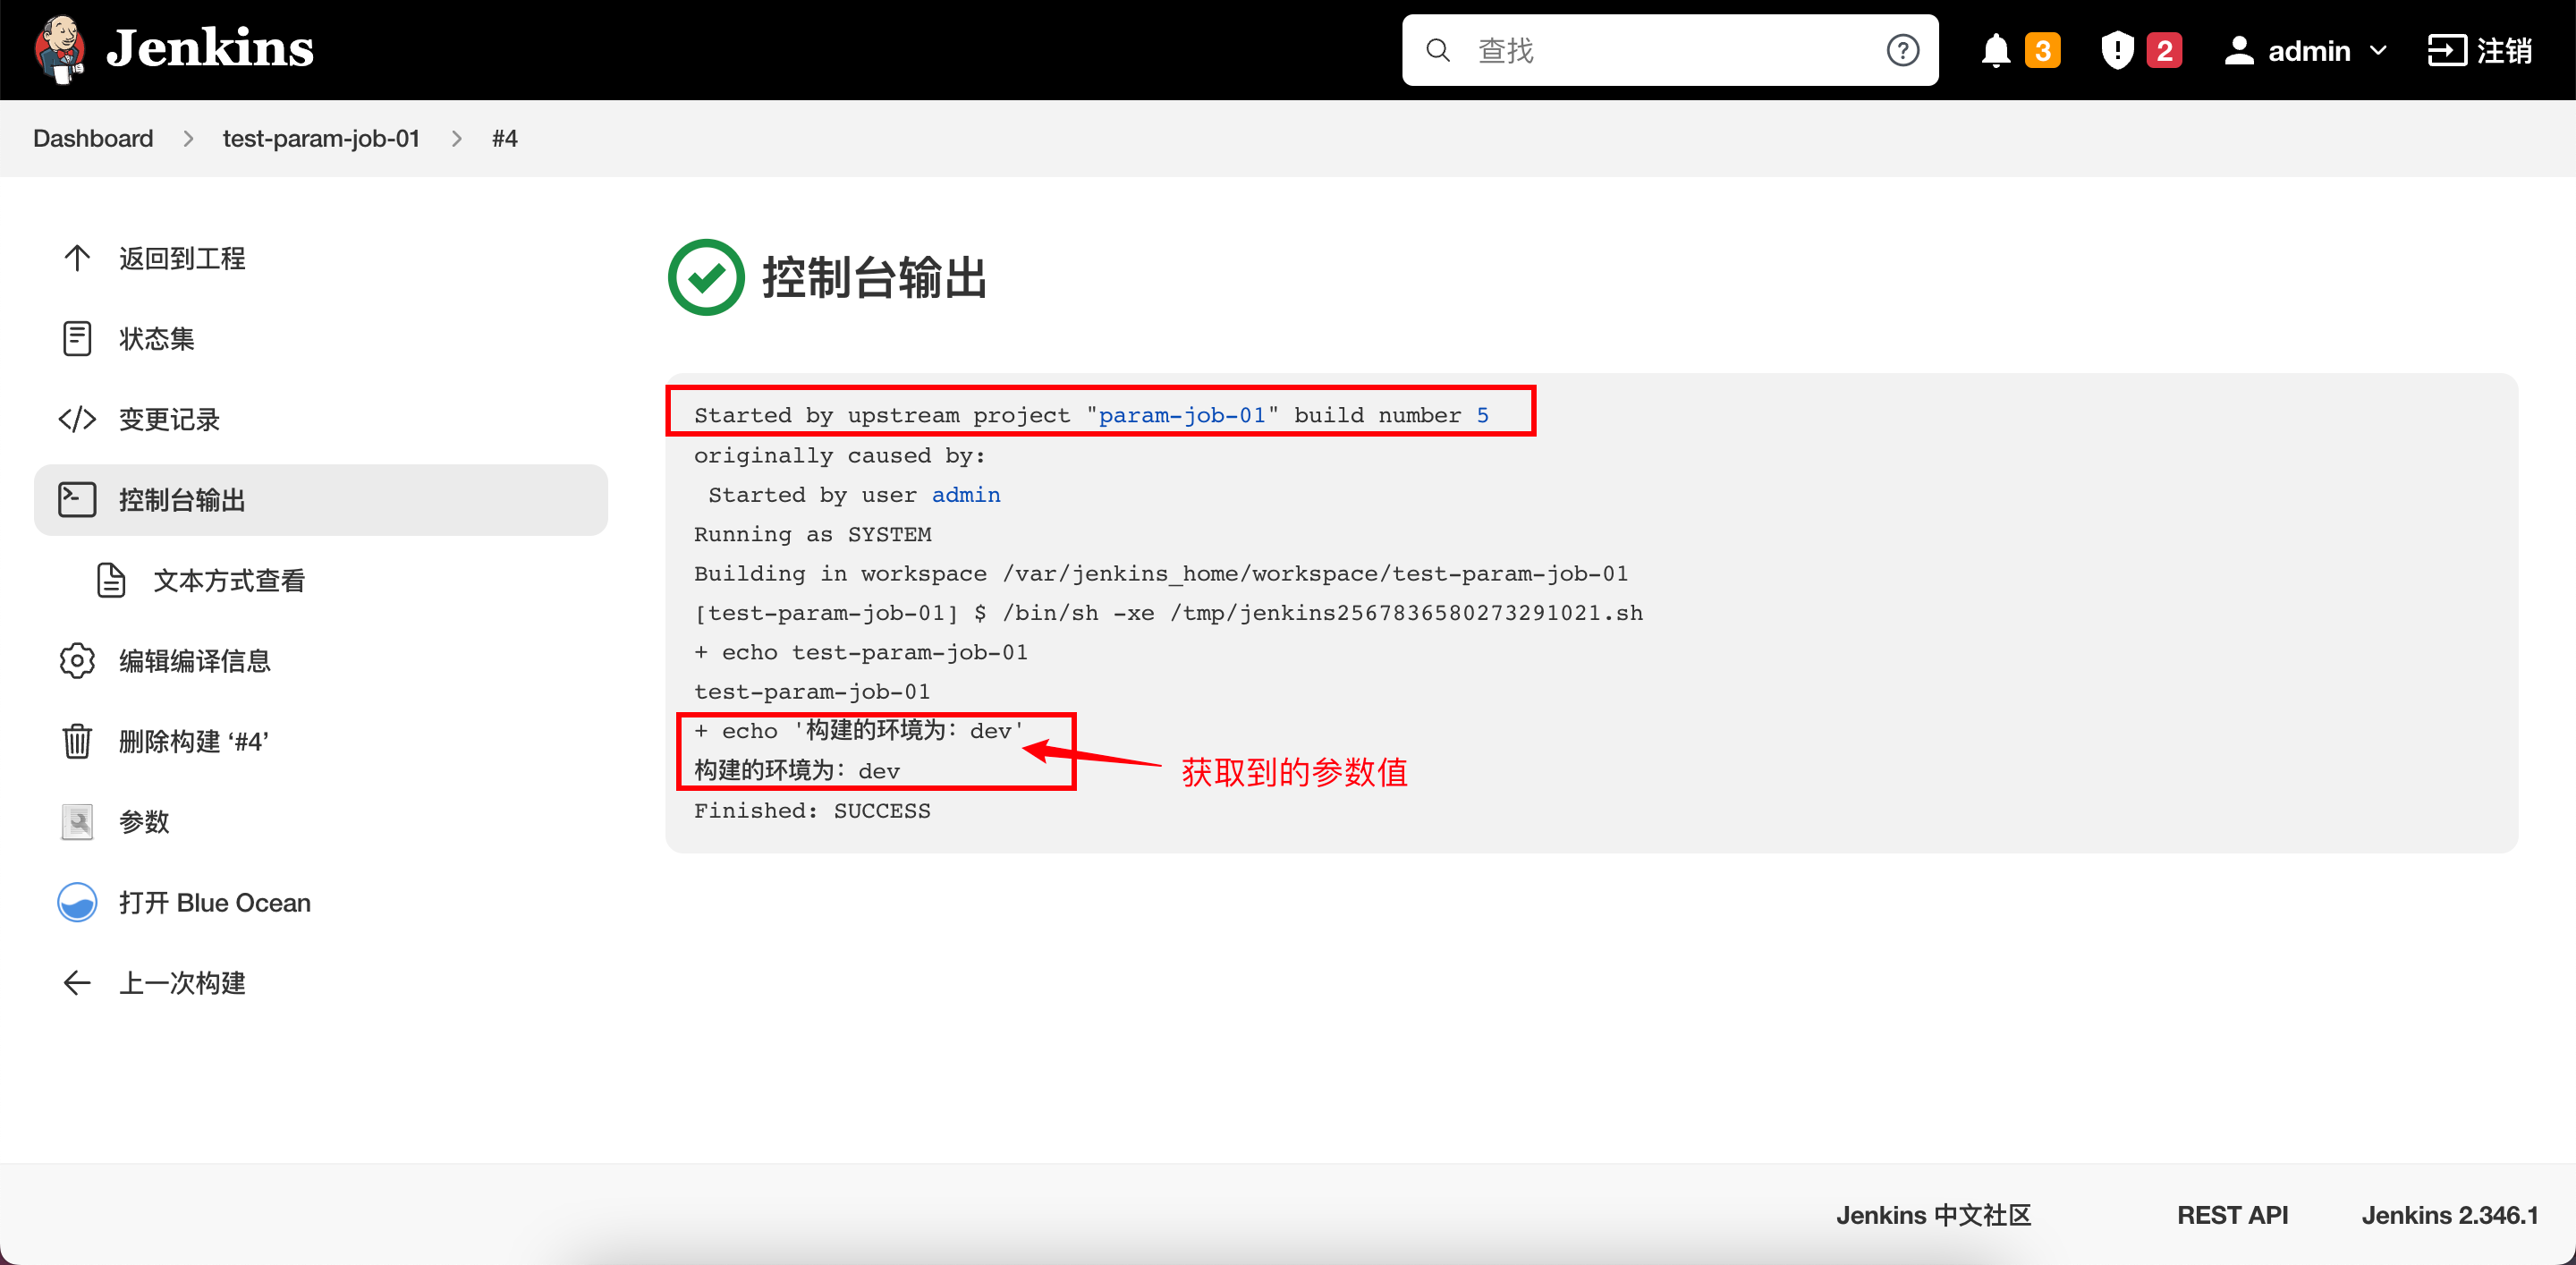 Jenkins
查找
3
2
admin
注销
Dashboard
test-param-job-01
#4
返回到工程
状态集
变更记录
控制台输出
文本方式查看
编辑编译信息
删除构建 ‘#4’
参数
打开 Blue Ocean
上一次构建
控制台输出
Started by upstream project "param-job-01" build number 5
originally caused by:
Started by user admin
Running as SYSTEM
Building in workspace /var/jenkins_home/workspace/test-param-job-01
[test-param-job-01] $ /bin/sh -xe /tmp/jenkins2567836580273291021.sh
+ echo test-param-job-01
test-param-job-01
+ echo '构建的环境为：dev'
构建的环境为：dev
获取到的参数值
Finished: SUCCESS
Jenkins 中文社区
REST API
Jenkins 2.346.1